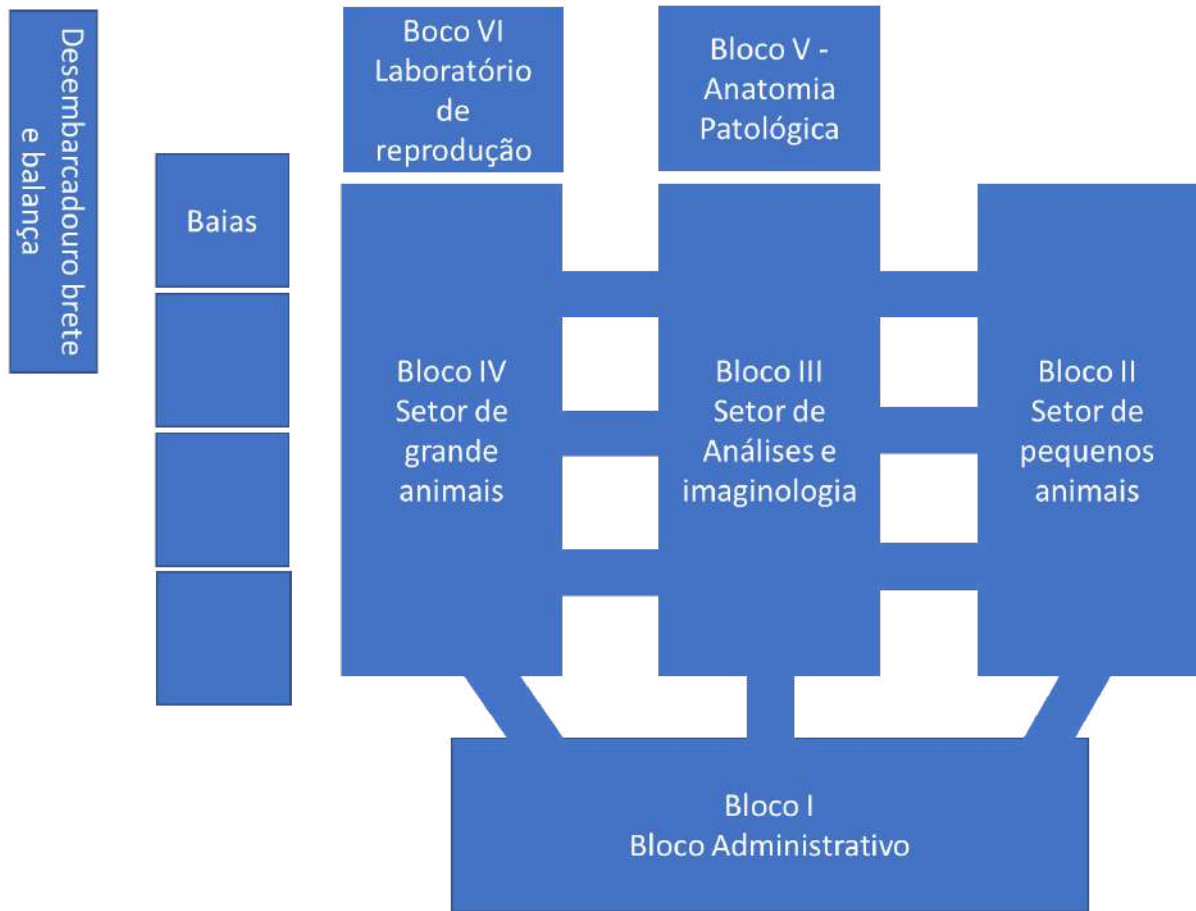 Desembarcadouro brete
e balança
Boco VI
Laboratório
de
reprodução
Bloco V -
Anatomia
Patológica
Baias
Bloco IV
Setor de
grande
animais
Bloco III
Setor de
Análises e
imaginologia
Bloco II
Setor de
pequenos
animais
Bloco I
Bloco Administrativo